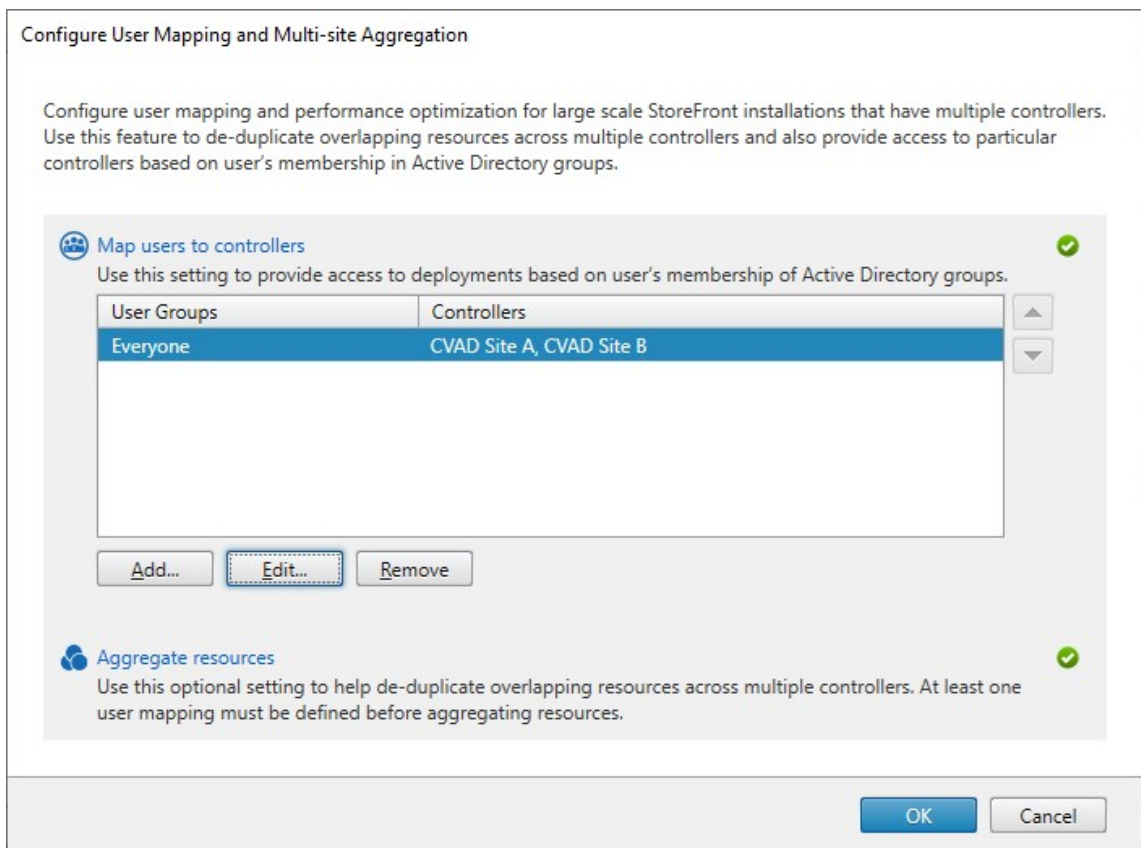 Configure User Mapping and Multi-site Aggregation
Configure user mapping and performance optimization for large scale StoreFront installations that have multiple controllers.
Use this feature to de-duplicate overlapping resources across multiple controllers and also provide access to particular
controllers based on user's membership in Active Directory groups.
Map users to controllers
Use this setting to provide access to deployments based on user's membership of Active Directory groups.
User Groups Controllers
Everyone CVAD Site A, CVAD Site B
Add... Edit... Remove
Aggregate resources
Use this optional setting to help de-duplicate overlapping resources across multiple controllers. At least one
user mapping must be defined before aggregating resources.
OK Cancel